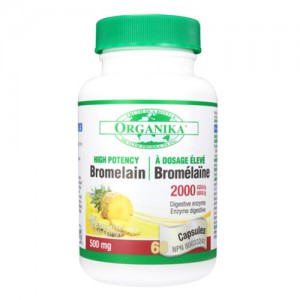 ORGANIKA®
HIGH POTENCY
Bromelain
À DOSAGE ÉLEVÉ
Bromélaïne
2000
Digestive enzyme
Enzyme digestive
500 mg
Capsules